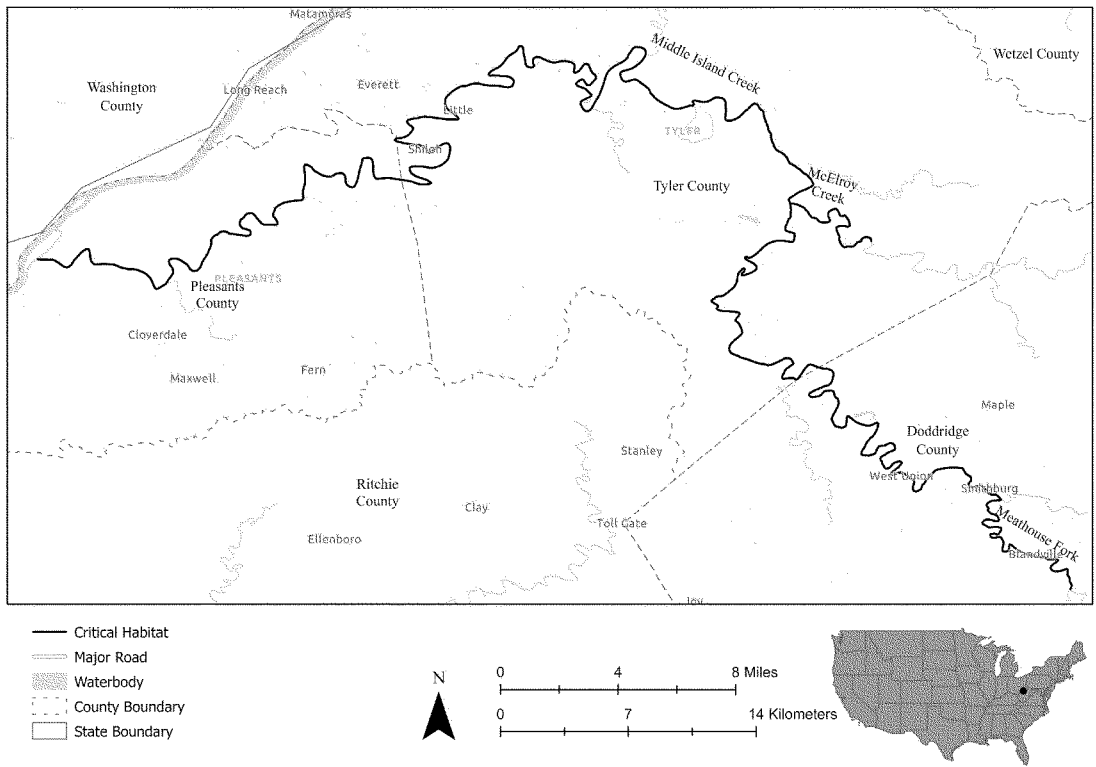 Matamoras
Middle Island Creek
Wetzel County
Washington
County
Long Reach
Everett
Little
TYLER
Shiloh
McElroy
Creek
Tyler County
PLEASANTS
Pleasants
County
Cloverdale
Maxwell
Fern
Maple
Doddridge
County
Stanley
West Union
Smithburg
Ritchie
County
Clay
Toll Gate
Meathouse Fork
Ellenboro
Blandville
Joy
Critical Habitat
Major Road
Waterbody
County Boundary
State Boundary
N
0 4 8 Miles
0 7 14 Kilometers